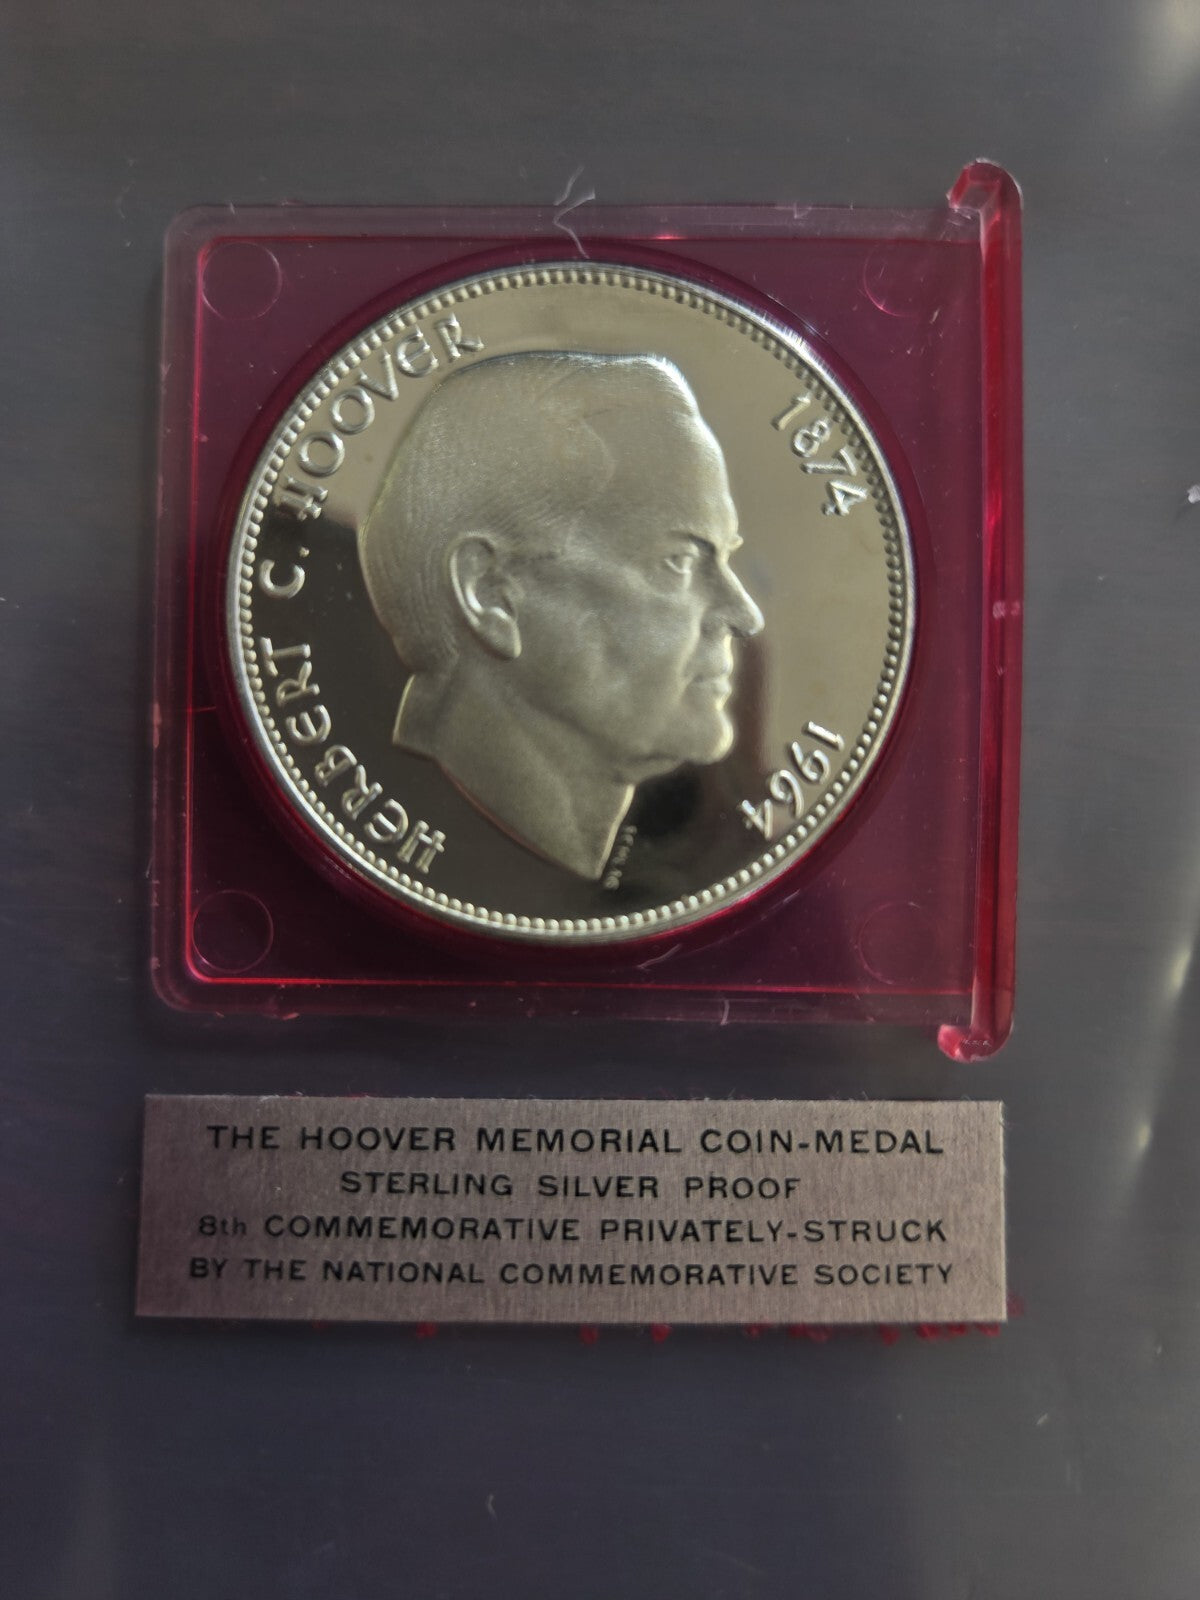 HERBERT C. HOOVER
1874
1964
THE HOOVER MEMORIAL COIN-MEDAL
STERLING SILVER PROOF
8th COMMEMORATIVE PRIVATELY-STRUCK
BY THE NATIONAL COMMEMORATIVE SOCIETY